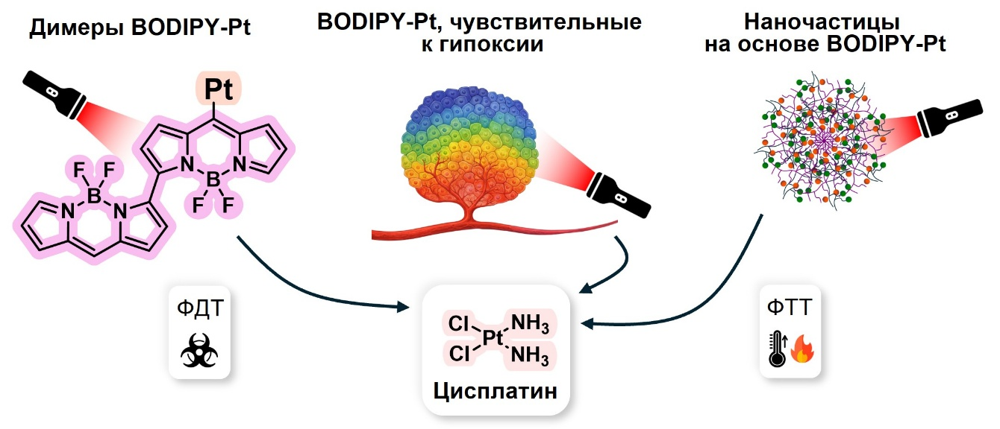 Димеры BODIPY-Pt
BODIPY-Pt, чувствительные
к гипоксии
Наночастицы
на основе BODIPY-Pt
Pt
N
N
B
F
F
F
F
B
N
N
ФДТ
Cl
NH3
Pt
Cl
NH3
Цисплатин
ФТТ